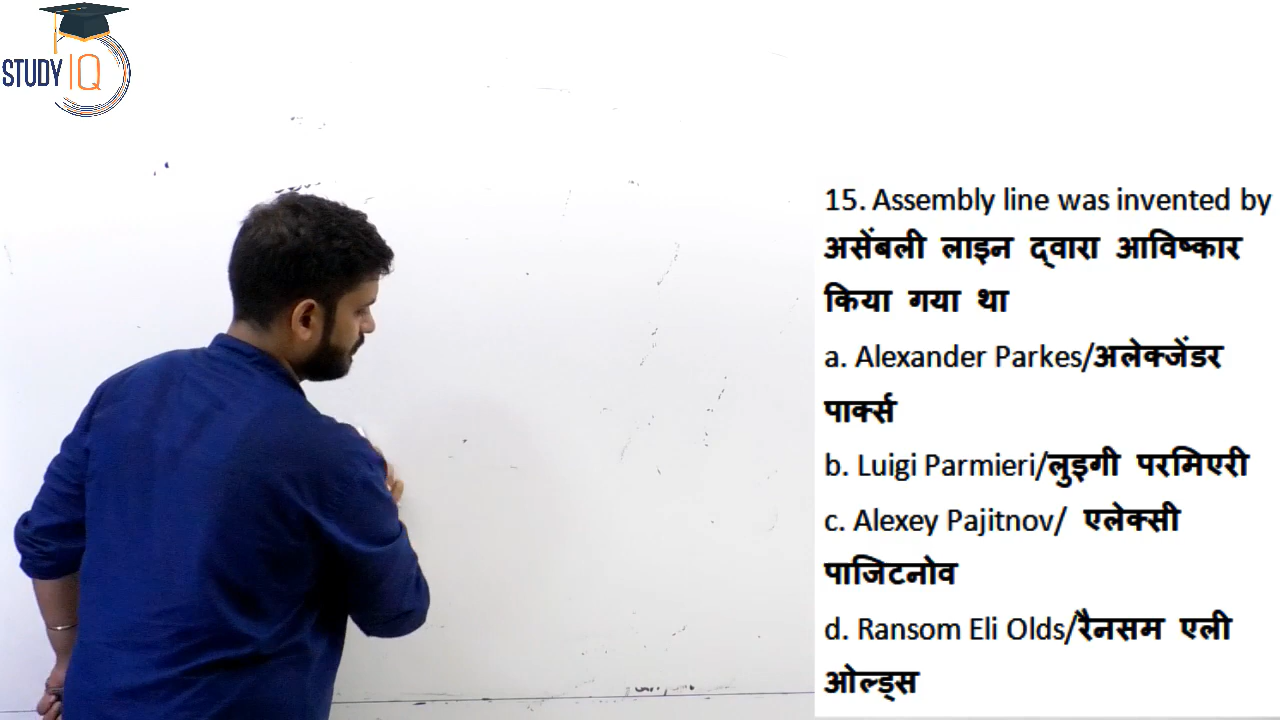 STUDY IQ
15. Assembly line was invented by
असेंबली लाइन द्वारा आविष्कार
किया गया था
a. Alexander Parkes/अलेक्जेंडर
पार्क्स
b. Luigi Parmieri/लुइगी परमिएरी
c. Alexey Pajitnov/ एलेक्सी
पाजिटनोव
d. Ransom Eli Olds/रैनसम एली
ओल्ड्स